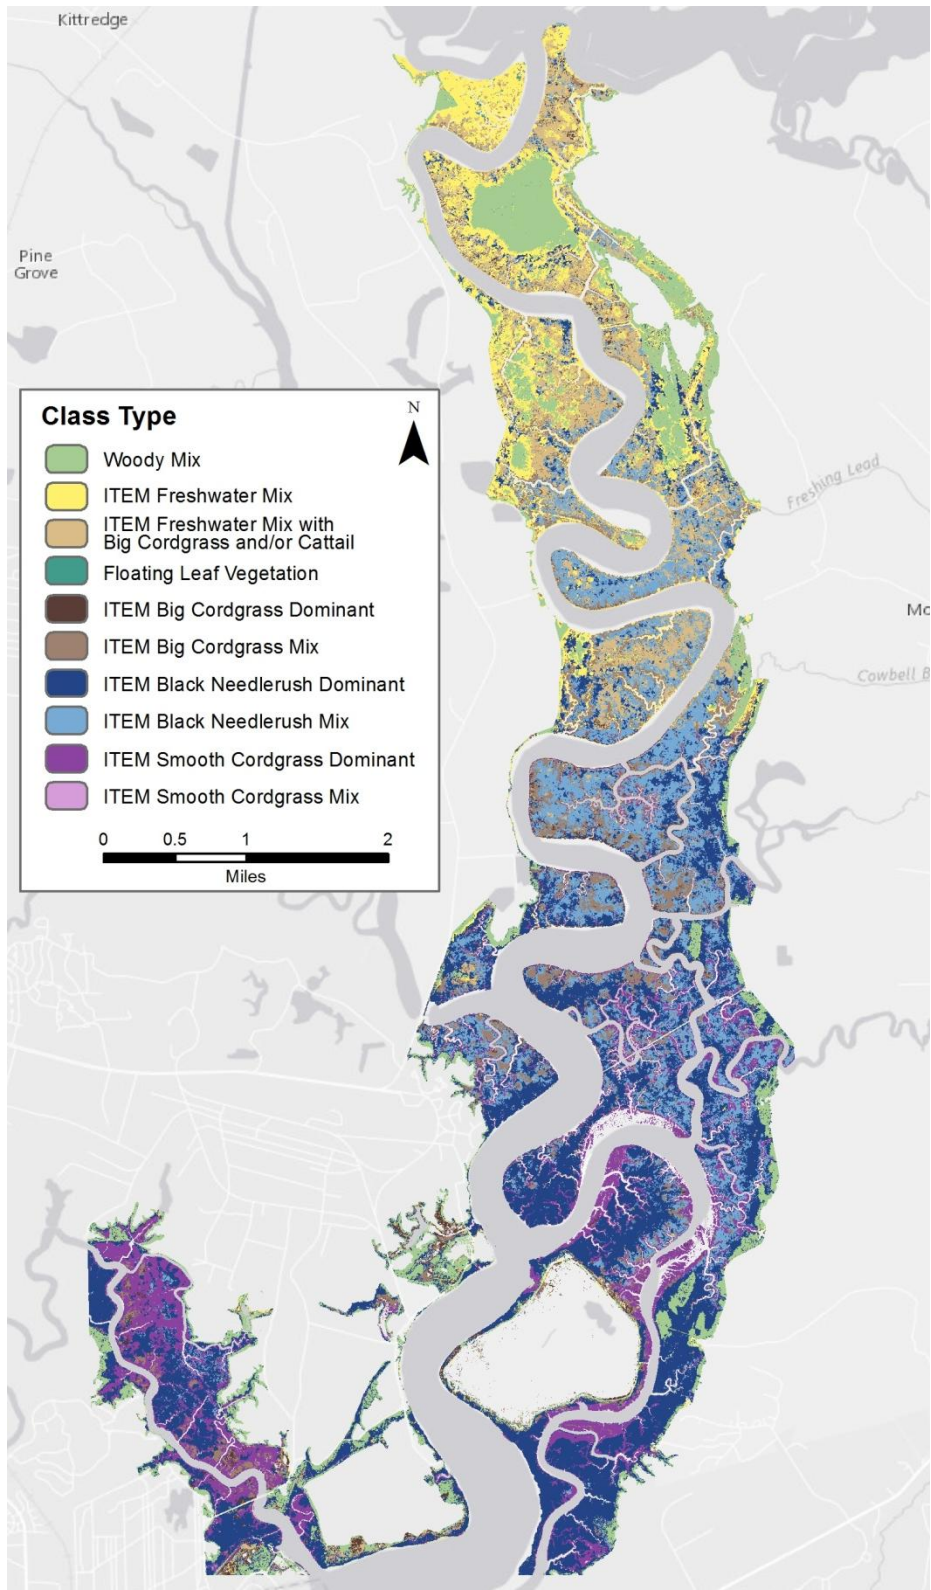 Kittredge
Pine
Grove
Class Type
N
Woody Mix
ITEM Freshwater Mix
ITEM Freshwater Mix with
Big Cordgrass and/or Cattail
Floating Leaf Vegetation
ITEM Big Cordgrass Dominant
ITEM Big Cordgrass Mix
ITEM Black Needlerush Dominant
ITEM Black Needlerush Mix
ITEM Smooth Cordgrass Dominant
ITEM Smooth Cordgrass Mix
0 0.5 1 2
Miles
Freshing Lead
Mo
Cowbell B